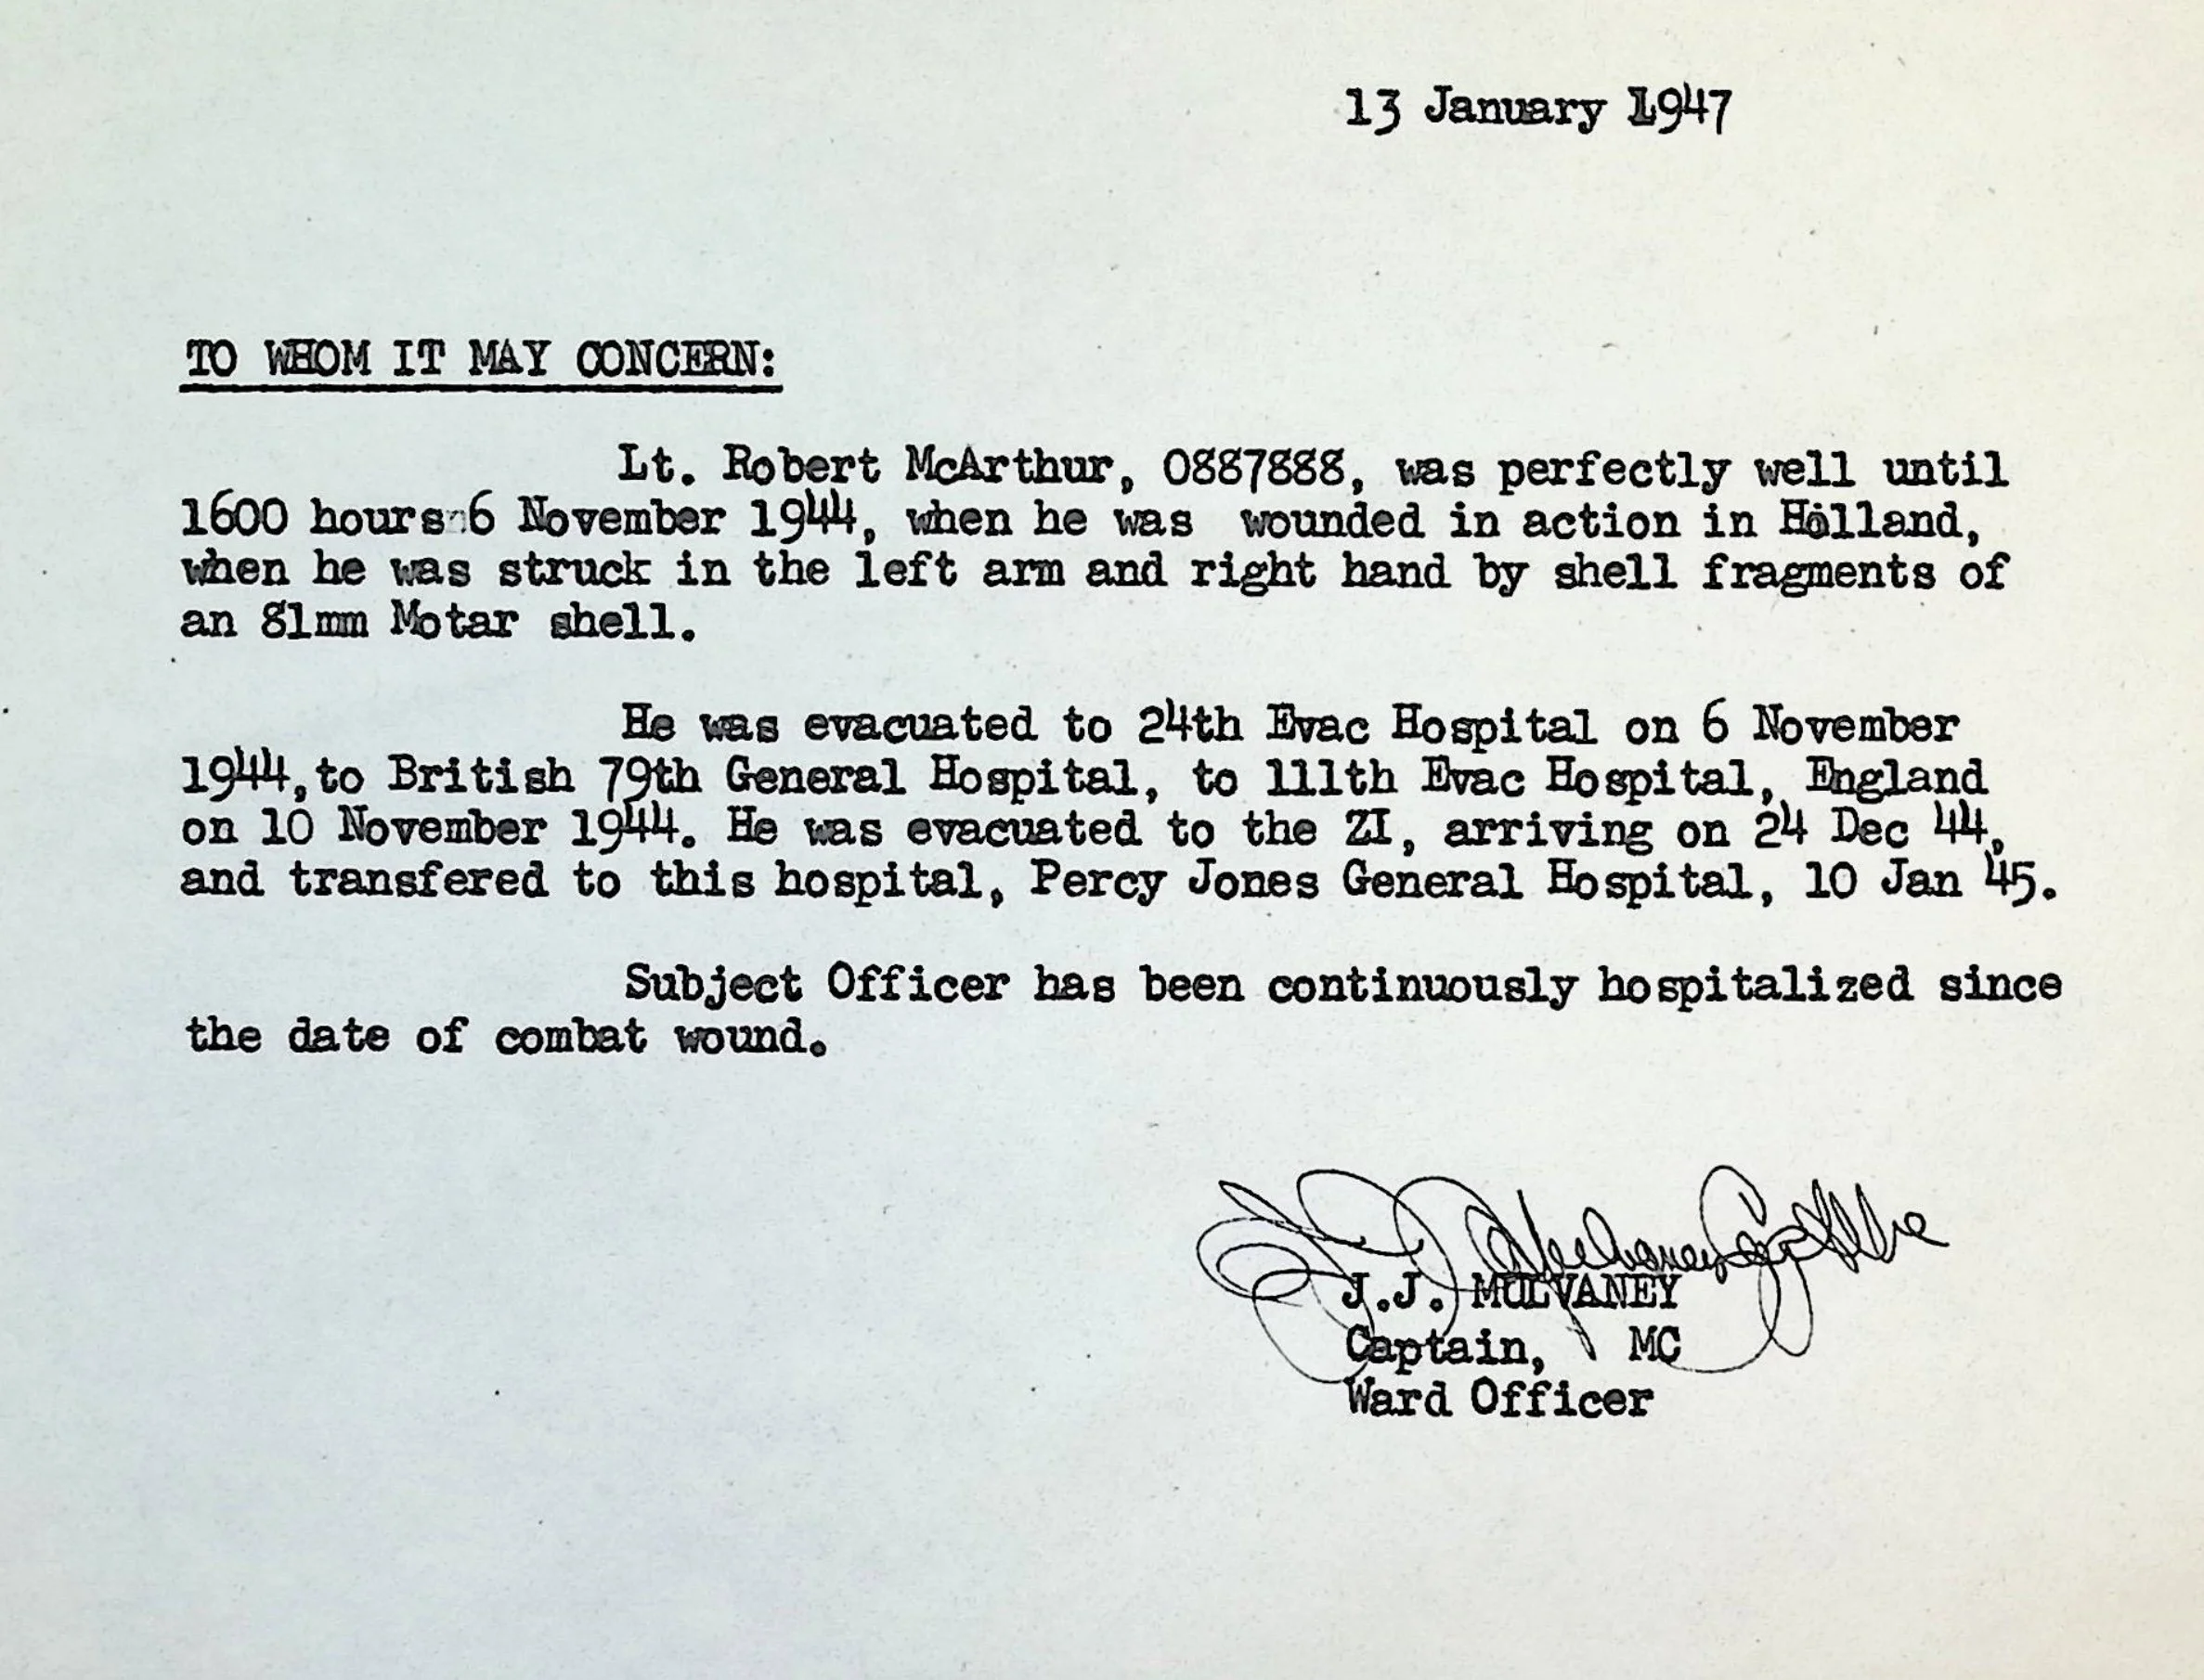 13 January 1947
TO WHOM IT MAY CONCERN:
Lt. Robert McArthur, 0887888, was perfectly well until
1600 hours 6 November 1944, when he was wounded in action in Holland,
when he was struck in the left arm and right hand by shell fragments of
an 81mm Motar shell.
He was evacuated to 24th Evac Hospital on 6 November
1944, to British 79th General Hospital, to 111th Evac Hospital, England
on 10 November 1944. He was evacuated to the ZI, arriving on 24 Dec 44,
and transfered to this hospital, Percy Jones General Hospital, 10 Jan 45.
Subject Officer has been continuously hospitalized since
the date of combat wound.
J.J. MULVANEY
Captain, MC
Ward Officer